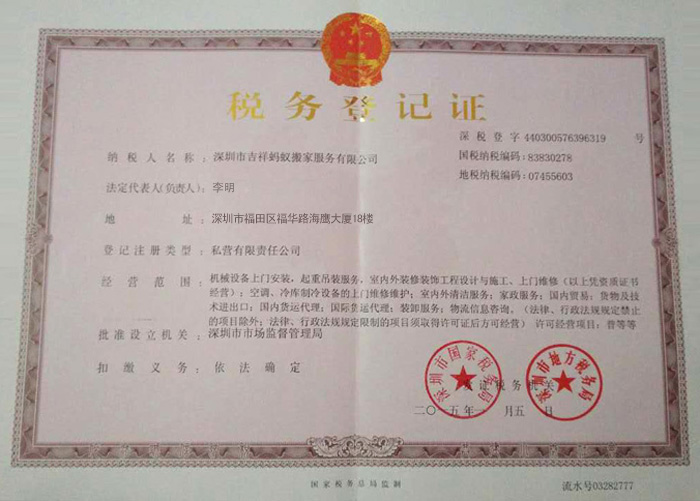 税务登记证
深税登字 440300576396319 号
纳税人名称：深圳市吉祥蚂蚁搬家服务有限公司
国税纳税编码：83830278
地税纳税编码：07455603
法定代表人(负责人)：李明
地址：深圳市福田区福华路海鹰大厦18楼
登记注册类型：私营有限责任公司
经营范围：机械设备上门安装，起重吊装服务，室内外装修装饰工程设计与施工、上门维修（以上凭资质证书
经营）；空调、冷库制冷设备的上门维修维护；室内外清洁服务；家政服务；国内贸易；货物及技
术进出口；国内货运代理；国际货运代理；装卸服务；物流信息咨询。（法律、行政法规规定禁止
的项目除外；法律、行政法规规定限制的项目须取得许可证后方可经营） 许可经营项目：普等等
批准设立机关：深圳市市场监督管理局
扣缴义务：依法确定
深圳市国家税务局
深圳市地方税务局
发证税务机关
二〇一五年一月五日
国家税务总局监制
流水号03282777